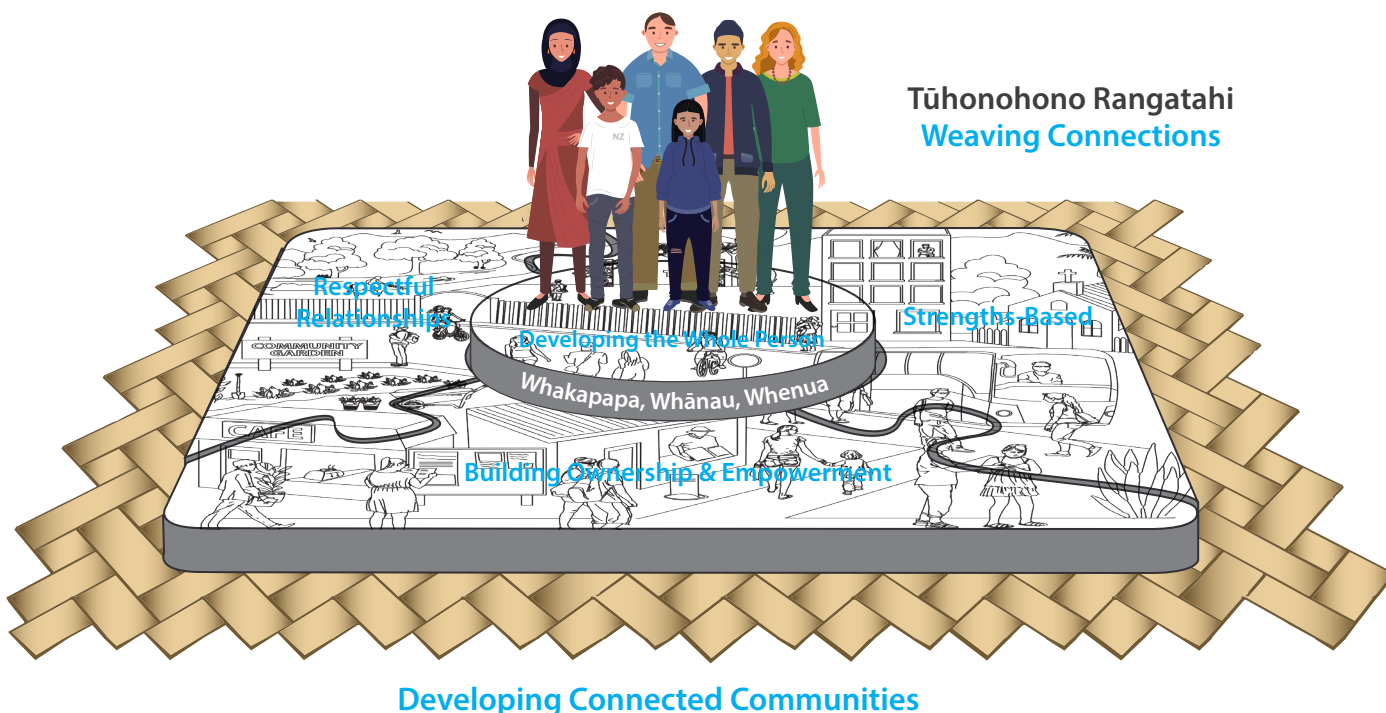 Tūhonohono Rangatahi
Weaving Connections
NZ
Respectful
Relationships
Strengths-Based
Developing the Whole Person
COMMUNITY
GARDEN
Whakapapa, Whānau, Whenua
CAFE
Building Ownership & Empowerment
Developing Connected Communities